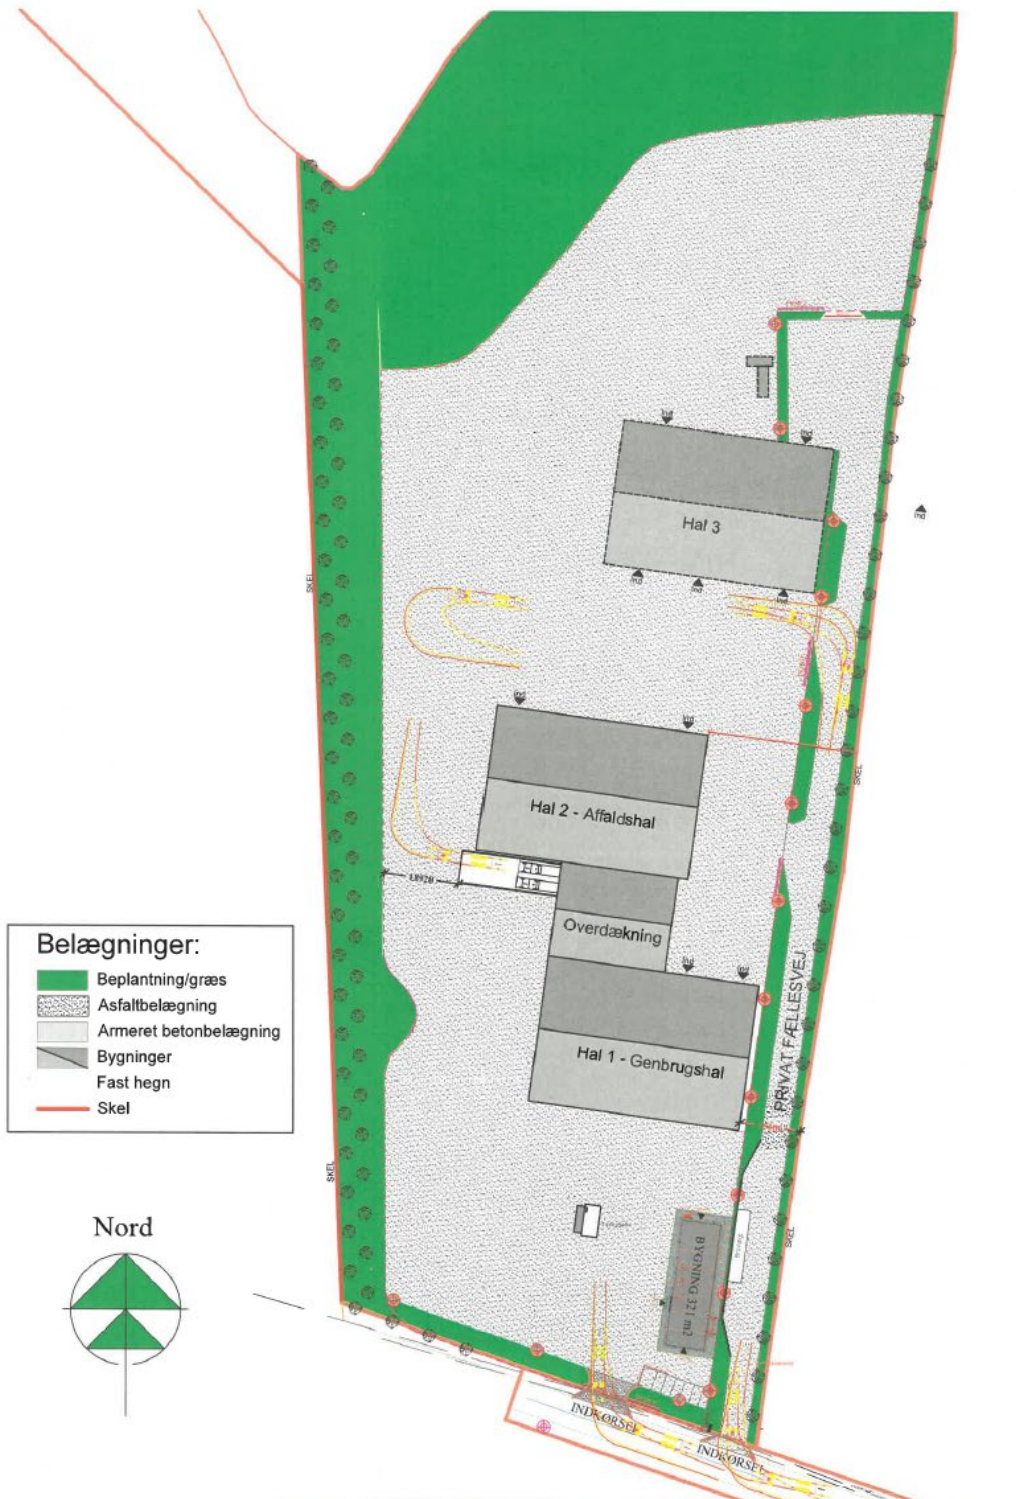 Hal 3
SKEL
SKEL
Hal 2 - Affaldshal
Overdækning
Hal 1 - Genbrugshal
PRIVAT FÆLLESVEJ
Belægninger:
Beplantning/græs
Asfaltbelægning
Armeret betonbelægning
Bygninger
Fast hegn
Skel
SKEL
SKEL
Nord
BYGNING 321 m2
INDKØRSEL
INDKØRSEL